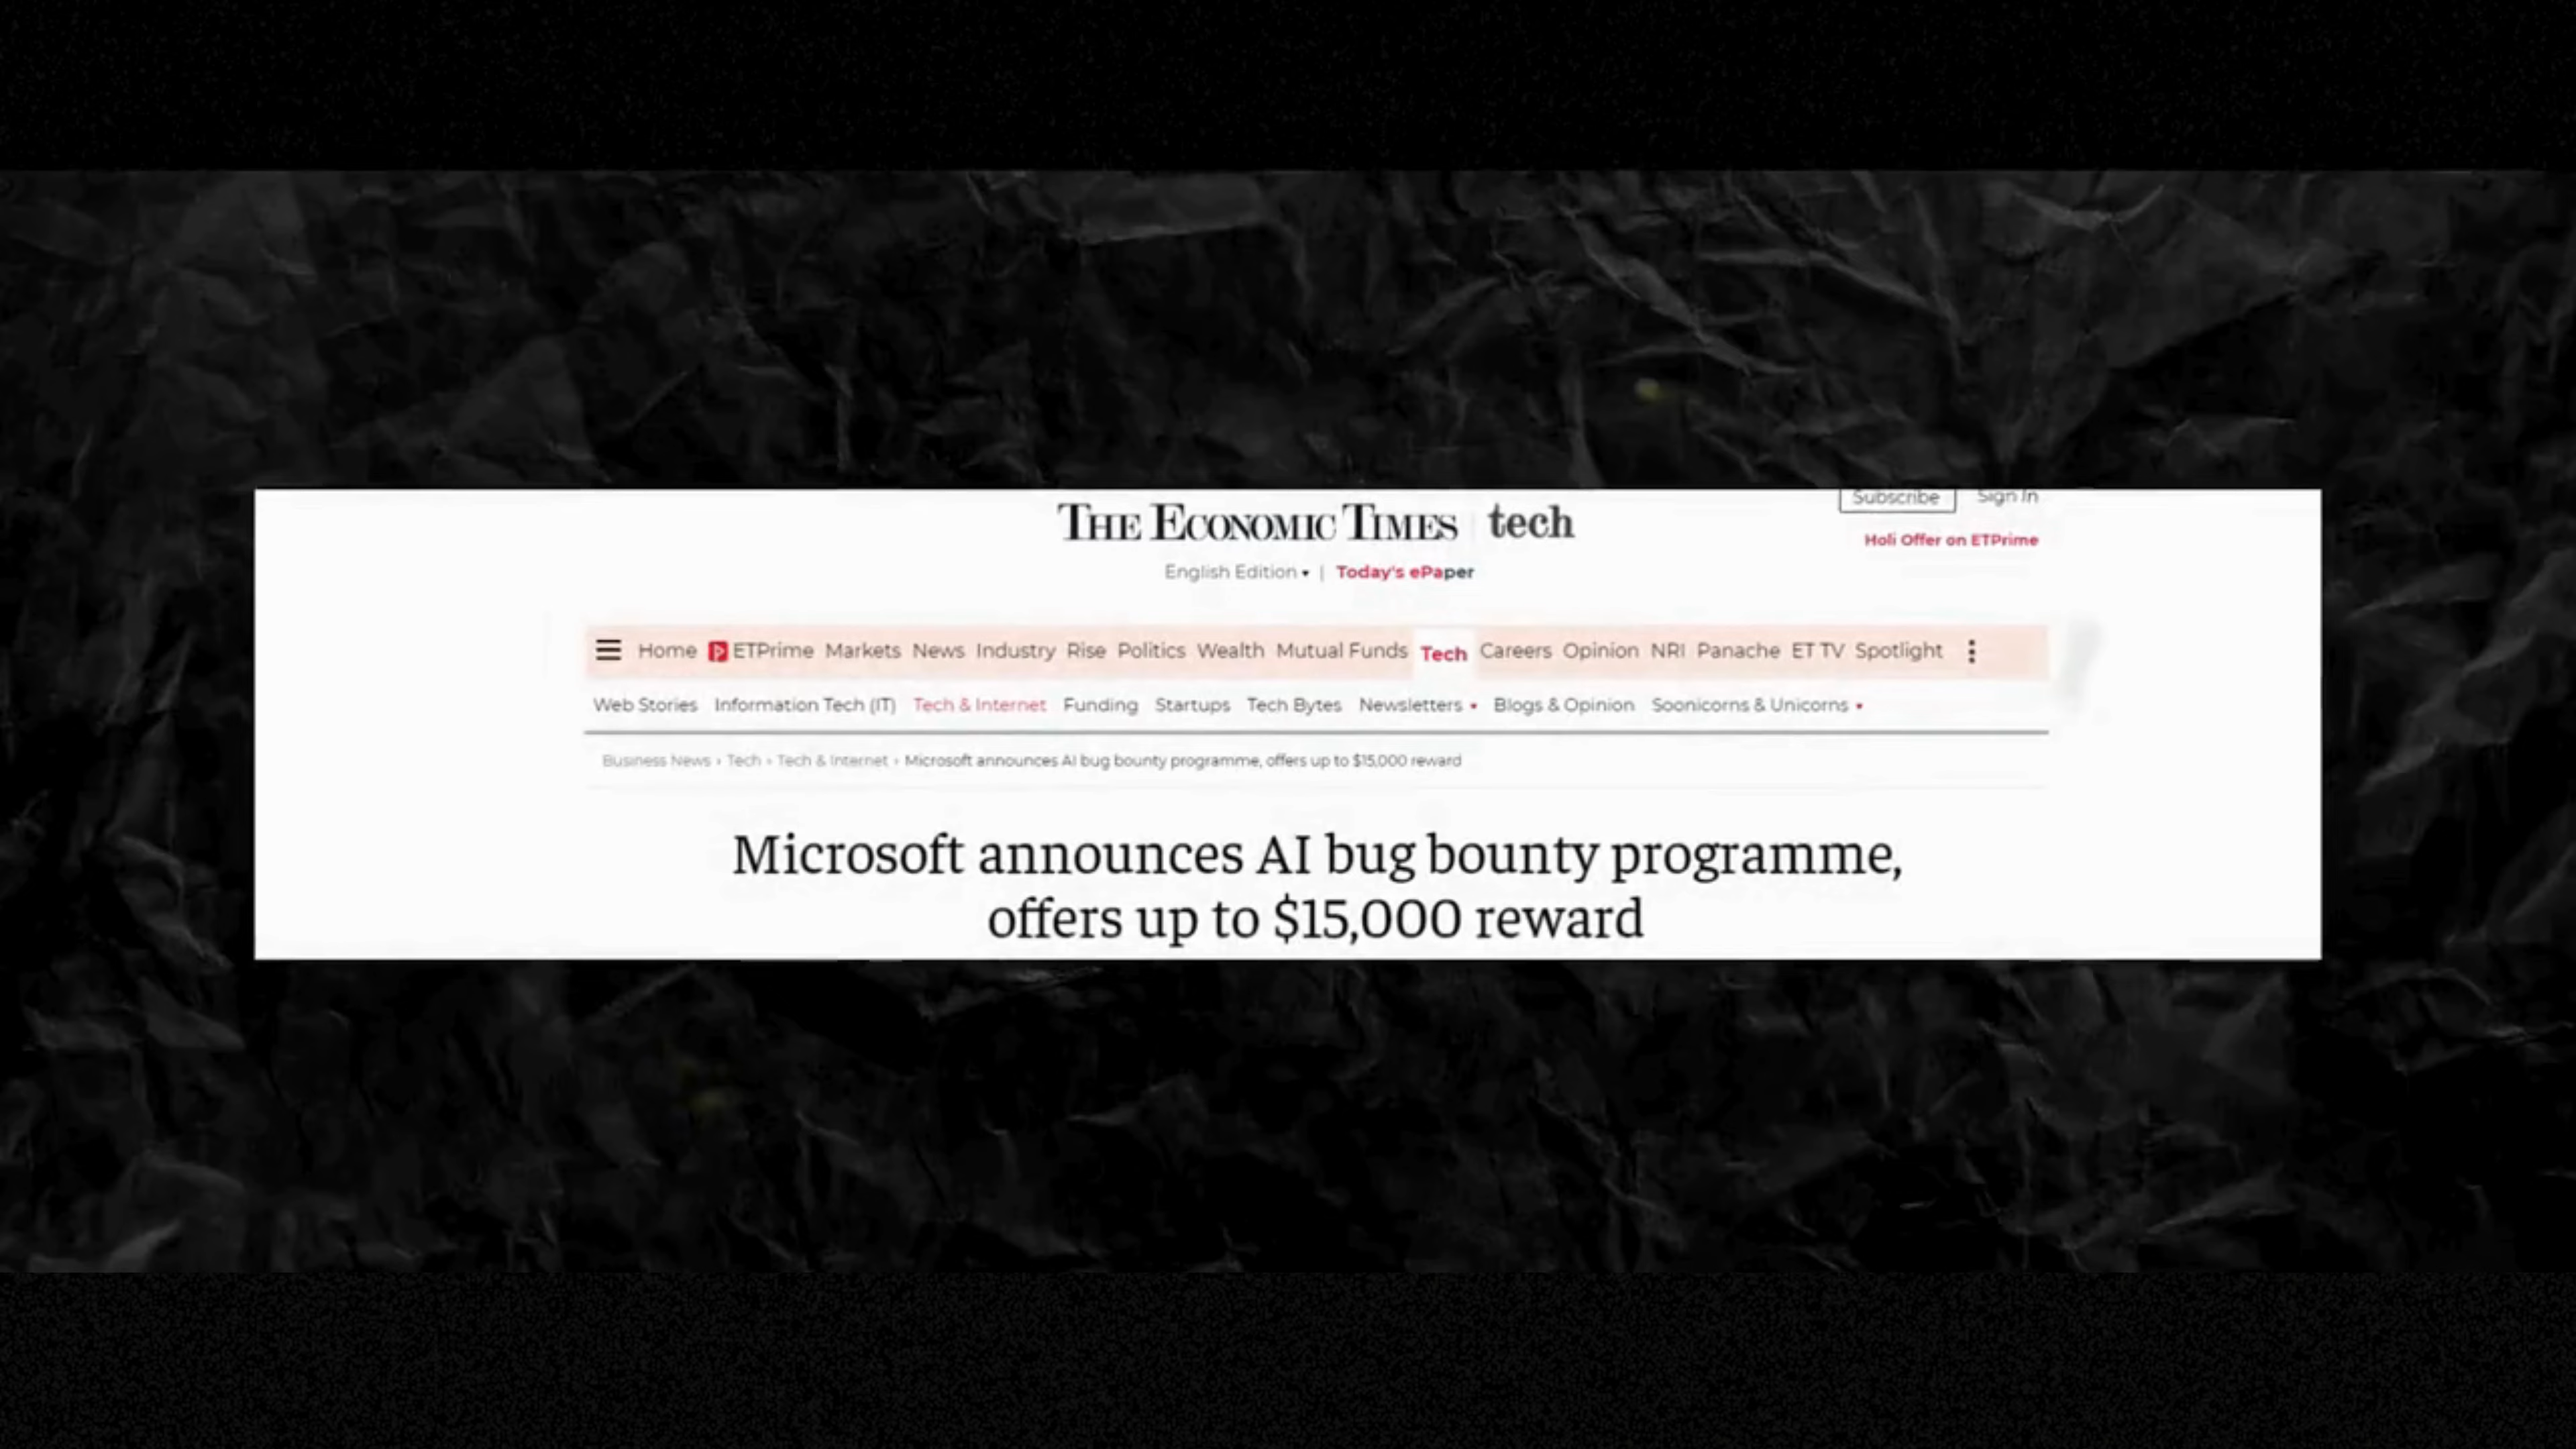 Subscribe Sign In
THE ECONOMIC TIMES tech
Holi Offer on ETPrime
English Edition ▾ | Today's ePaper
Home ETPrime Markets News Industry Rise Politics Wealth Mutual Funds Tech Careers Opinion NRI Panache ET TV Spotlight
Web Stories Information Tech (IT) Tech & Internet Funding Startups Tech Bytes Newsletters ▾ Blogs & Opinion Soonicorns & Unicorns ▾
Business News › Tech › Tech & Internet › Microsoft announces AI bug bounty programme, offers up to $15,000 reward
Microsoft announces AI bug bounty programme,
offers up to $15,000 reward